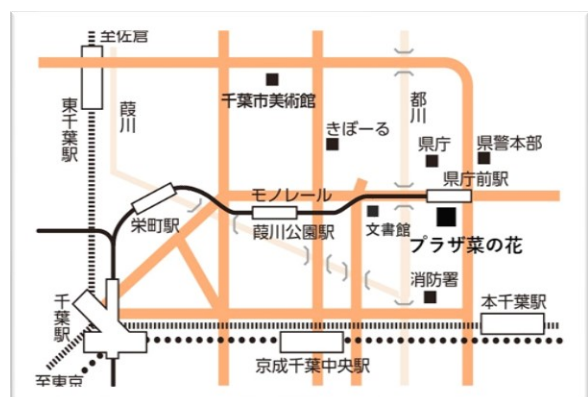 至佐倉
東千葉駅
葭川
千葉市美術館
都川
きぼーる
県庁
県警本部
県庁前駅
モノレール
栄町駅
葭川公園駅
文書館
プラザ菜の花
消防署
千葉駅
本千葉駅
京成千葉中央駅
至東京